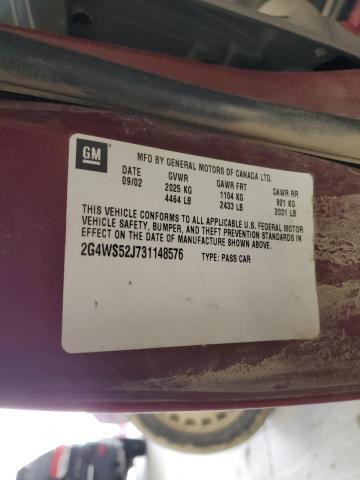 GM
MFD BY GENERAL MOTORS OF CANADA LTD.
DATE GVWR GAWR FRT GAWR RR
09/02 2025 KG 1104 KG 921 KG
4464 LB 2433 LB 2031 LB
THIS VEHICLE CONFORMS TO ALL APPLICABLE U.S. FEDERAL MOTOR
VEHICLE SAFETY, BUMPER, AND THEFT PREVENTION STANDARDS IN
EFFECT ON THE DATE OF MANUFACTURE SHOWN ABOVE.
2G4WS52J731148576 TYPE: PASS CAR